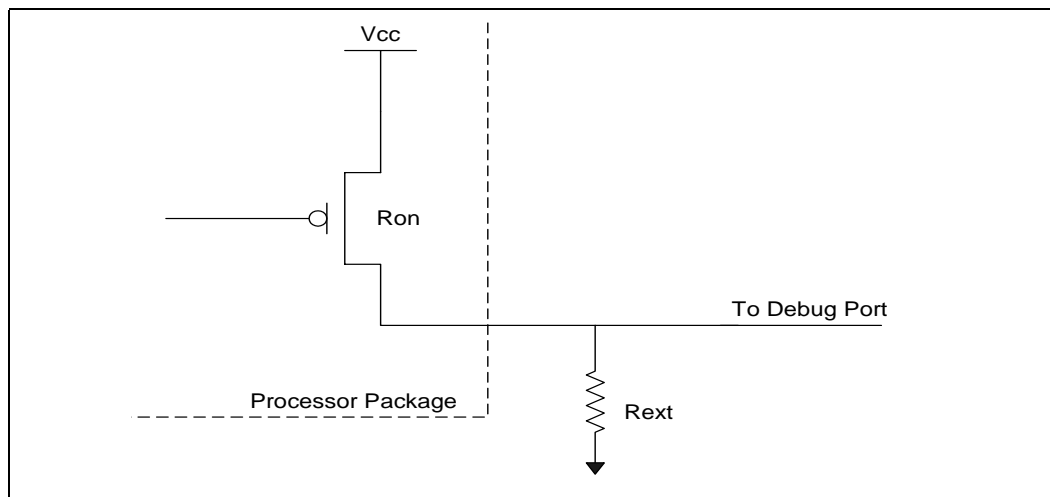 Vcc
Ron
To Debug Port
Processor Package
Rext